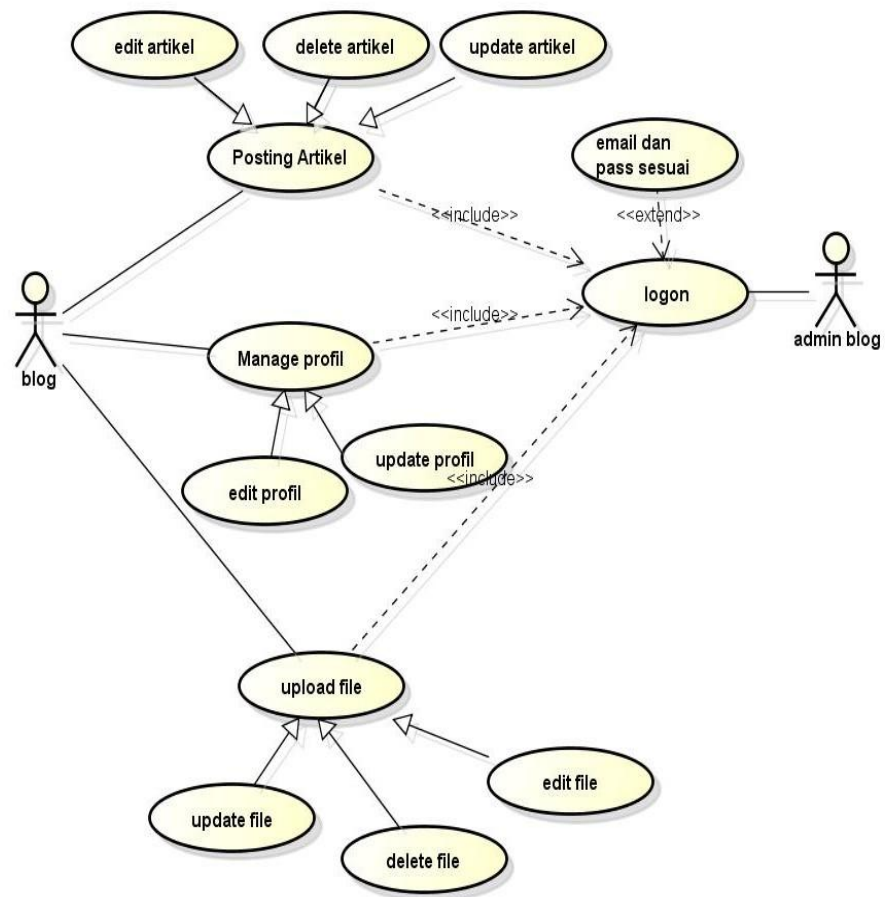 edit artikel
delete artikel
update artikel
Posting Artikel
email dan
pass sesuai
<<include>>
<<extend>>
logon
admin blog
<<include>>
blog
Manage profil
update profil
<<include>>
edit profil
upload file
edit file
update file
delete file